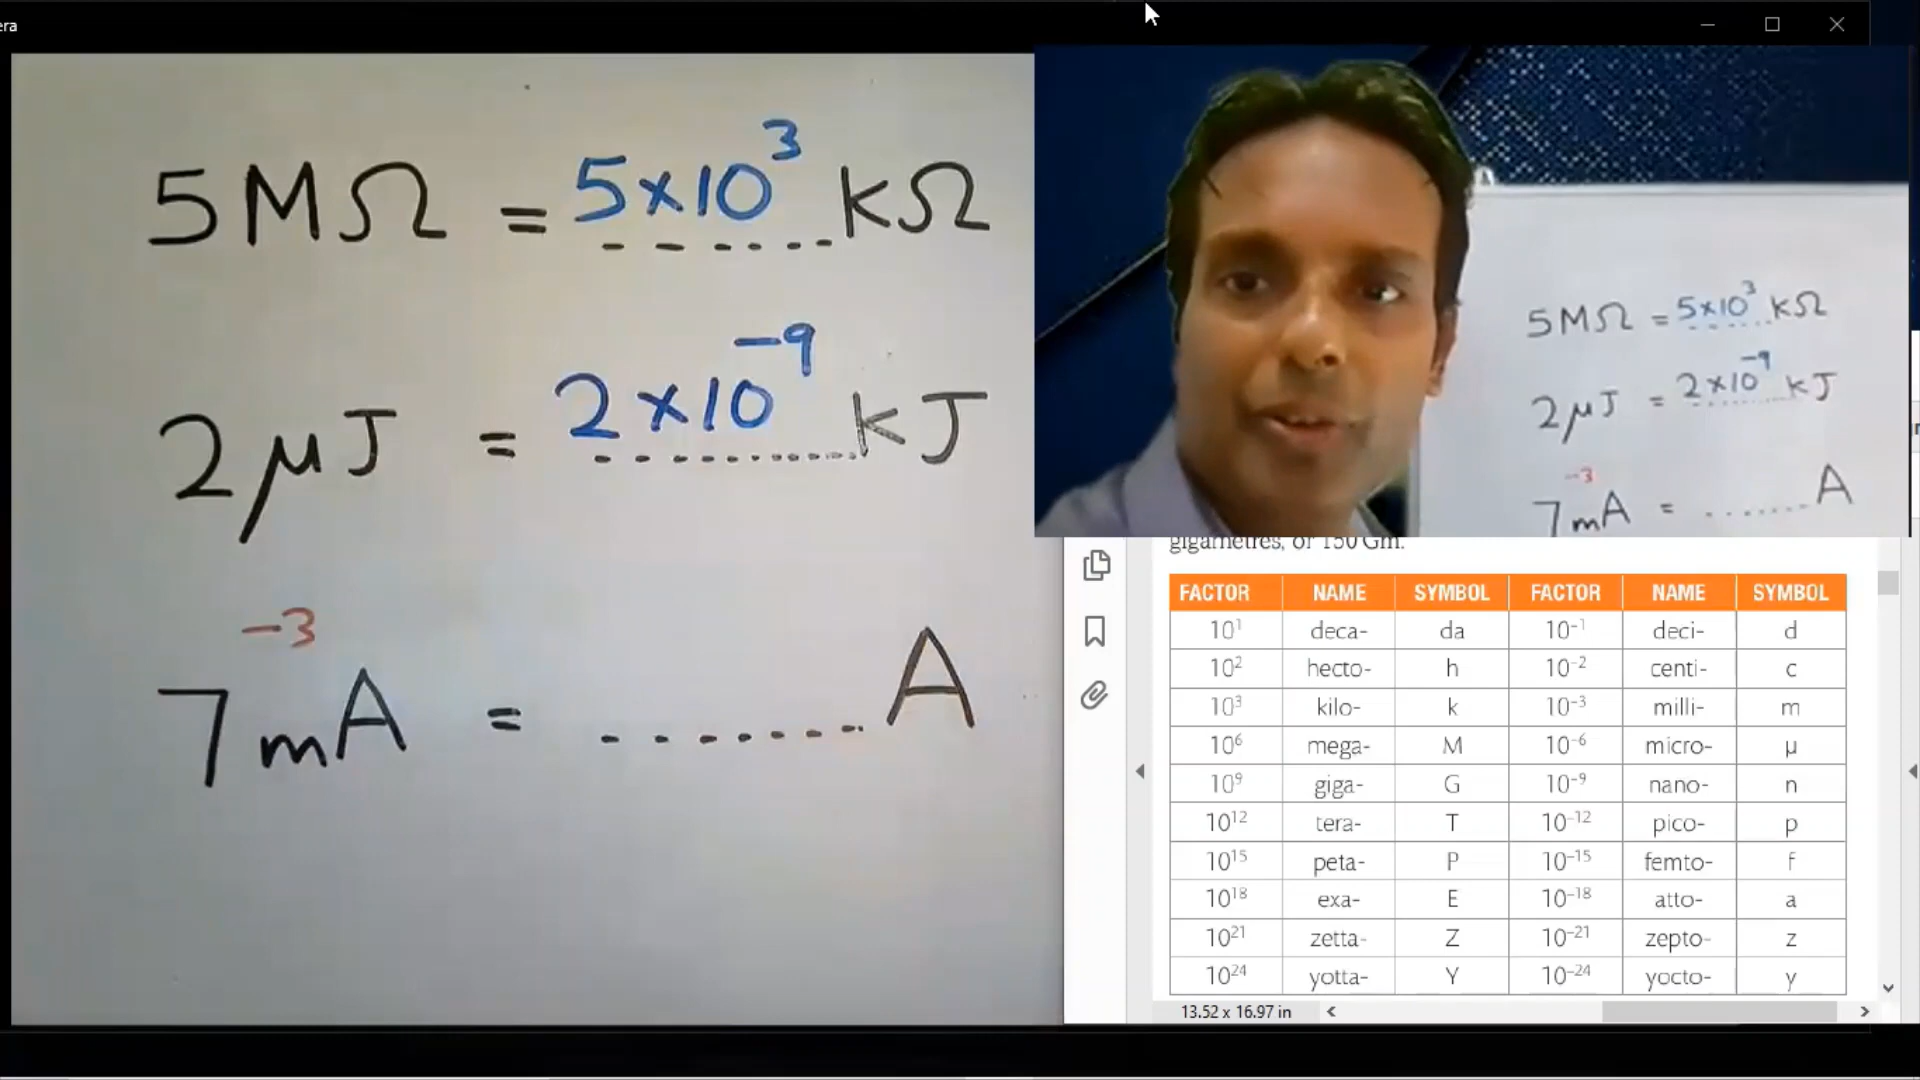 era
5MΩ = 5×10³ kΩ
2μJ = 2×10⁻⁹ kJ
-3
7mA = ....... A
5MΩ = 5×10³ kΩ
2μJ = 2×10⁻⁹ kJ
-3
7mA = ....... A
gigametres, or 150 Gm.
FACTOR NAME SYMBOL FACTOR NAME SYMBOL
10¹ deca- da 10⁻¹ deci- d
10² hecto- h 10⁻² centi- c
10³ kilo- k 10⁻³ milli- m
10⁶ mega- M 10⁻⁶ micro- μ
10⁹ giga- G 10⁻⁹ nano- n
10¹² tera- T 10⁻¹² pico- p
10¹⁵ peta- P 10⁻¹⁵ femto- f
10¹⁸ exa- E 10⁻¹⁸ atto- a
10²¹ zetta- Z 10⁻²¹ zepto- z
10²⁴ yotta- Y 10⁻²⁴ yocto- y
13.52 x 16.97 in